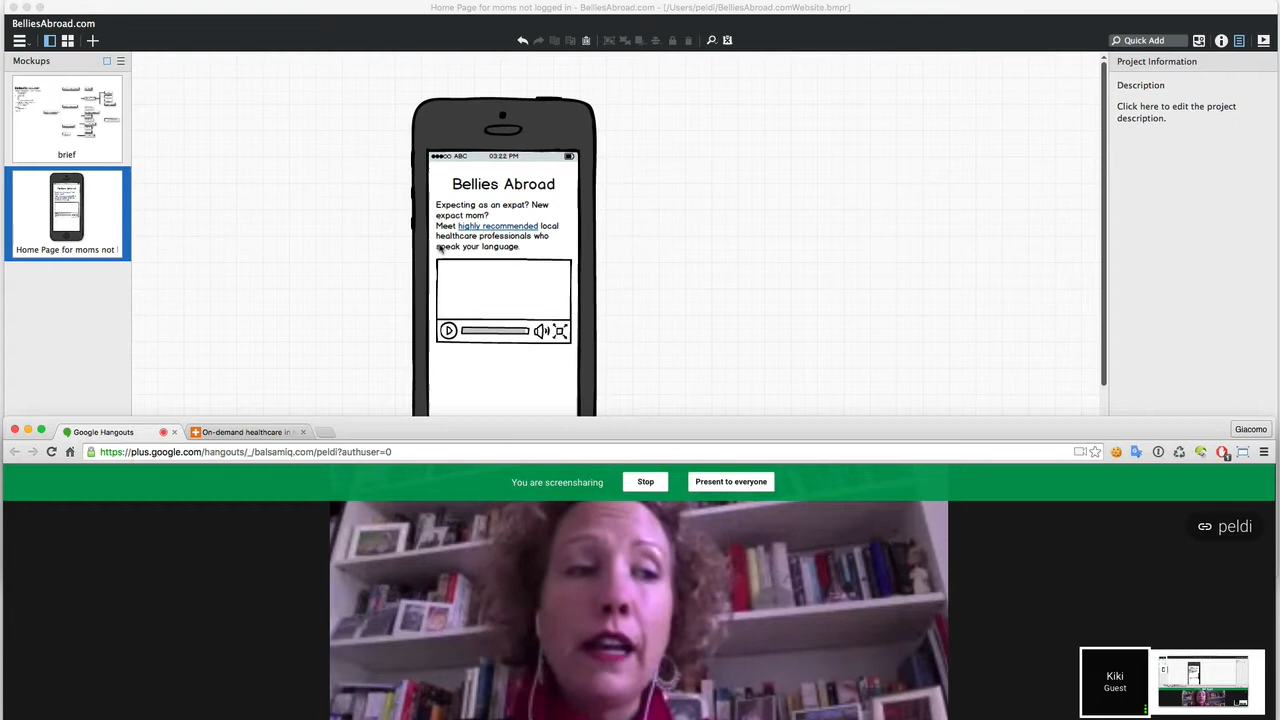 Home Page for moms not logged in - BelliesAbroad.com - [/Users/peldi/BelliesAbroad.comWebsite.bmpr]
BelliesAbroad.com
Quick Add
Mockups
brief
Home Page for moms not l
ABC 03:22 PM
Bellies Abroad
Expecting as an expat? New
expact mom?
Meet highly recommended local
healthcare professionals who
speak your language.
Project Information
Description
Click here to edit the project
description.
Google Hangouts
On-demand healthcare in
Giacomo
https://plus.google.com/hangouts/_/balsamiq.com/peldi?authuser=0
You are screensharing Stop Present to everyone
peldi
Kiki
Guest